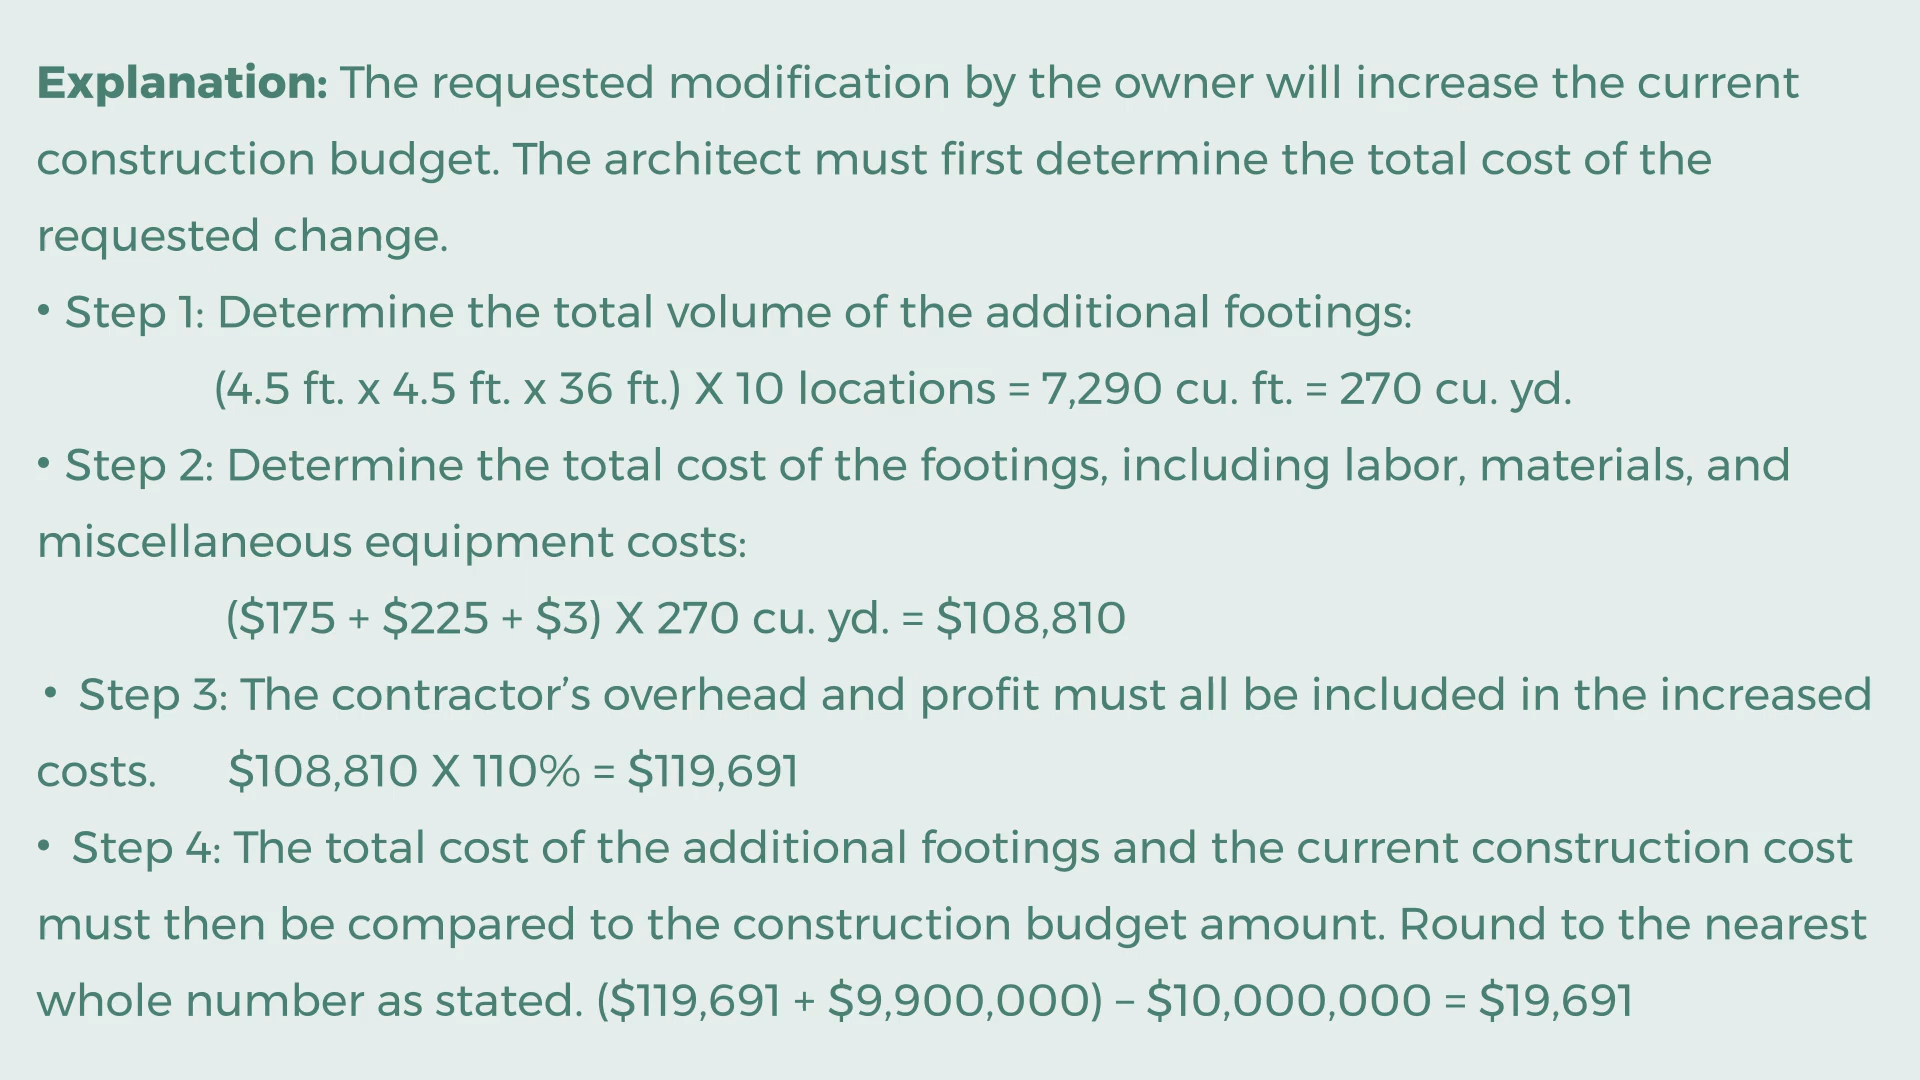 Explanation: The requested modification by the owner will increase the current
construction budget. The architect must first determine the total cost of the
requested change.
• Step 1: Determine the total volume of the additional footings:
(4.5 ft. x 4.5 ft. x 36 ft.) X 10 locations = 7,290 cu. ft. = 270 cu. yd.
• Step 2: Determine the total cost of the footings, including labor, materials, and
miscellaneous equipment costs:
($175 + $225 + $3) X 270 cu. yd. = $108,810
• Step 3: The contractor’s overhead and profit must all be included in the increased
costs. $108,810 X 110% = $119,691
• Step 4: The total cost of the additional footings and the current construction cost
must then be compared to the construction budget amount. Round to the nearest
whole number as stated. ($119,691 + $9,900,000) – $10,000,000 = $19,691